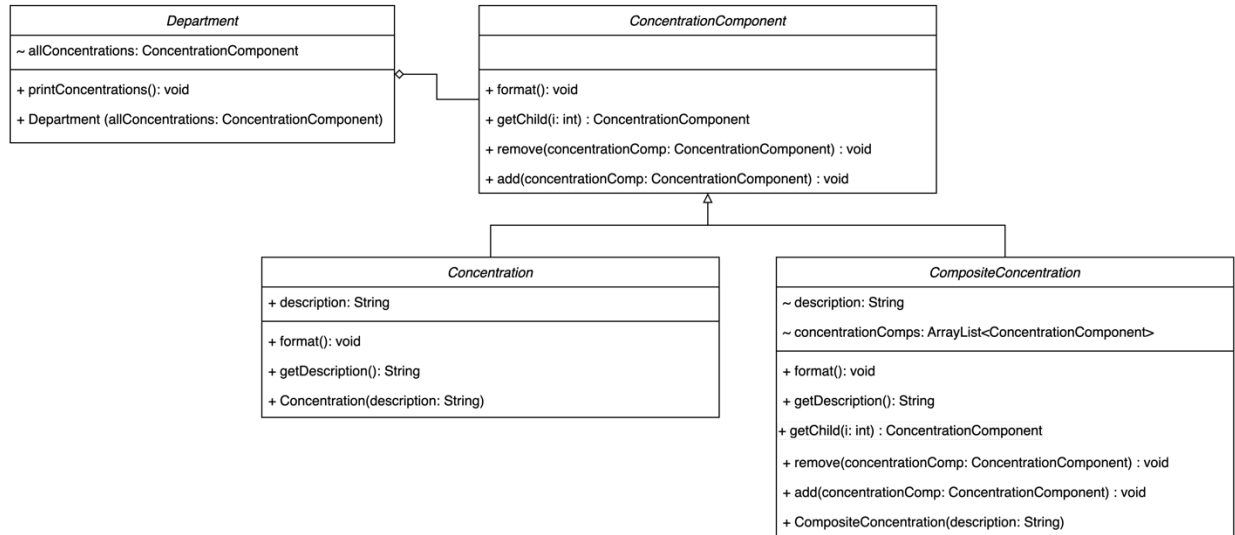 Department
~ allConcentrations: ConcentrationComponent
+ printConcentrations(): void
+ Department (allConcentrations: ConcentrationComponent)
ConcentrationComponent
+ format(): void
+ getChild(i: int) : ConcentrationComponent
+ remove(concentrationComp: ConcentrationComponent) : void
+ add(concentrationComp: ConcentrationComponent) : void
Concentration
+ description: String
+ format(): void
+ getDescription(): String
+ Concentration(description: String)
CompositeConcentration
~ description: String
~ concentrationComps: ArrayList<ConcentrationComponent>
+ format(): void
+ getDescription(): String
+ getChild(i: int) : ConcentrationComponent
+ remove(concentrationComp: ConcentrationComponent) : void
+ add(concentrationComp: ConcentrationComponent) : void
+ CompositeConcentration(description: String)